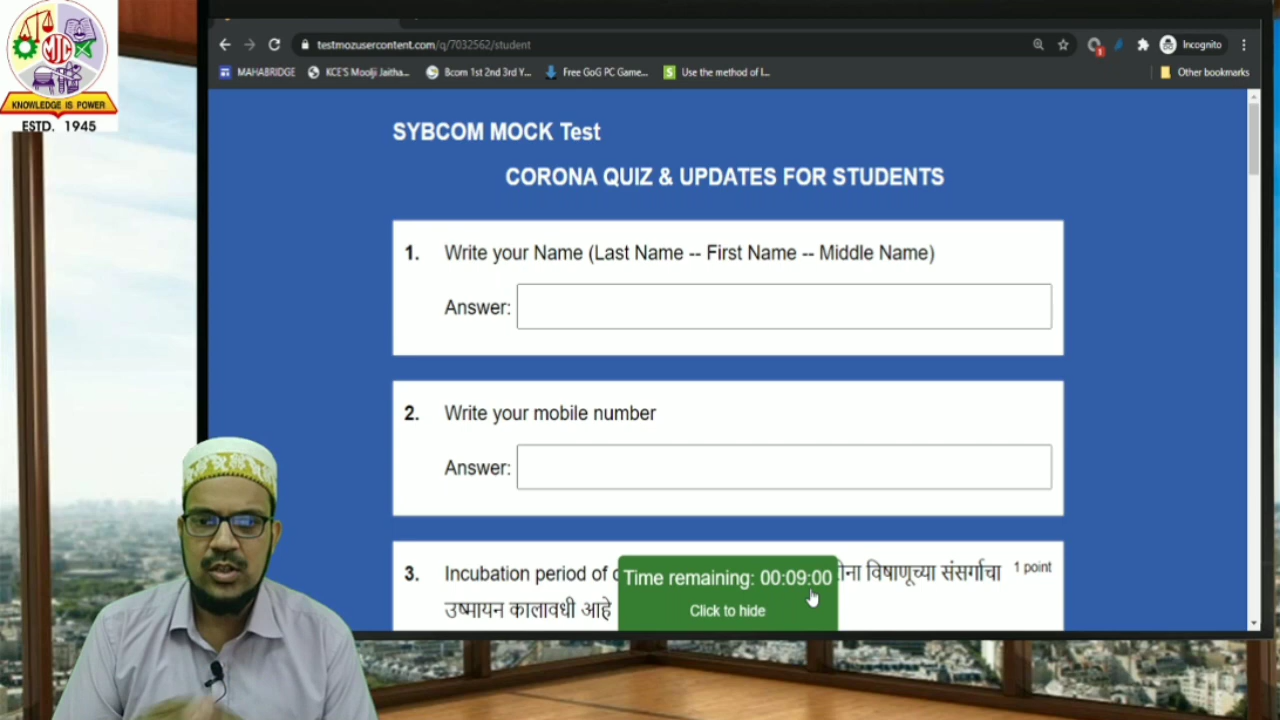 MJC
KNOWLEDGE IS POWER
ESTD. 1945
testmozusercontent.com/q/7032562/student
1
Incognito
MAHABRIDGE
KCE'S Moolji Jaitha...
Bcom 1st 2nd 3rd Y...
Free GoG PC Game...
S
Use the method of l...
Other bookmarks
SYBCOM MOCK Test
CORONA QUIZ & UPDATES FOR STUDENTS
1. Write your Name (Last Name -- First Name -- Middle Name)
Answer:
2. Write your mobile number
Answer:
3. Incubation period of विषाणूच्या संसर्गाचा 1 point
उष्मायन कालावधी आहे
Time remaining: 00:09:00
Click to hide